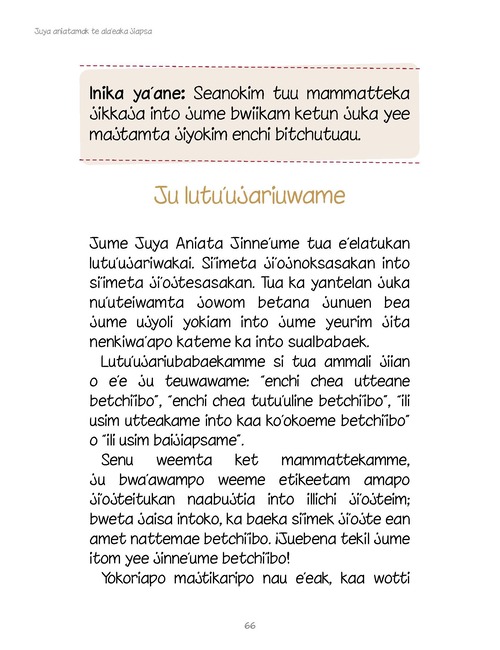 Juya aniatamak te ala'eaka jiapsa
Inika ya'ane: Seanokim tuu mammatteka
jikkaja into jume bwiikam ketun juka yee
majtamta jiyokim enchi bitchutuau.
Ju lutu'ujariuwame
Jume Juya Aniata Jinne'ume tua e'elatukan
lutu'ujariwakai. Si'imeta ji'ojnoksasakan into
si'imeta ji'ojtesasakan. Tua ka yantelan juka
nu'uteiwamta jowom betana junuen bea
jume ujyoli yokiam into jume yeurim jita
nenkiwa'apo kateme ka into sualbabaek.
Lutu'ujariubabaekamme si tua ammali jiian
o e'e ju teuwawame: "enchi chea utteane
betchi'ibo", "enchi chea tutu'uline betchi'ibo", "ili
usim utteakame into kaa ko'okoeme betchi'ibo"
o "ili usim baijiapsame".
Senu weemta ket mammattekamme,
ju bwa'awampo weeme etikeetam amapo
ji'ojteitukan naabujtia into illichi ji'ojteim;
bweta jaisa intoko, ka baeka siimek ji'ojte ean
amet nattemae betchi'ibo. ¡Juebena tekil jume
itom yee jinne'ume betchi'ibo!
Yokoriapo majtikaripo nau e'eak, kaa wotti
66